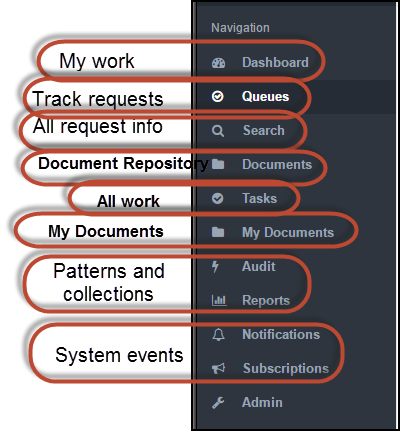 Navigation
My work Dashboard
Track requests Queues
All request info Search
Document Repository Documents
All work Tasks
My Documents My Documents
Patterns and
collections
Audit
Reports
System events
Notifications
Subscriptions
Admin